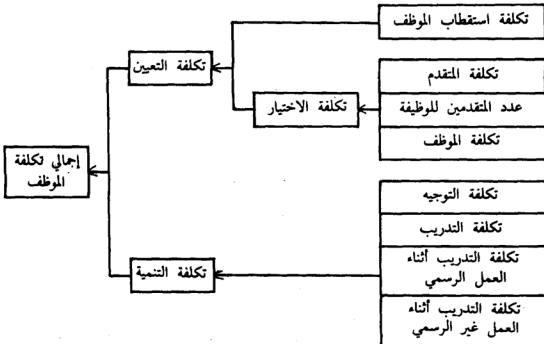 تكلفة استقطاب الموظف
تكلفة التعيين
تكلفة المتقدم
عدد المتقدمين للوظيفة
تكلفة الاختيار
تكلفة الموظف
إجمالي تكلفة
الموظف
تكلفة التوجيه
تكلفة التدريب
تكلفة التدريب أثناء
العمل الرسمي
تكلفة التنمية
تكلفة التدريب أثناء
العمل غير الرسمي